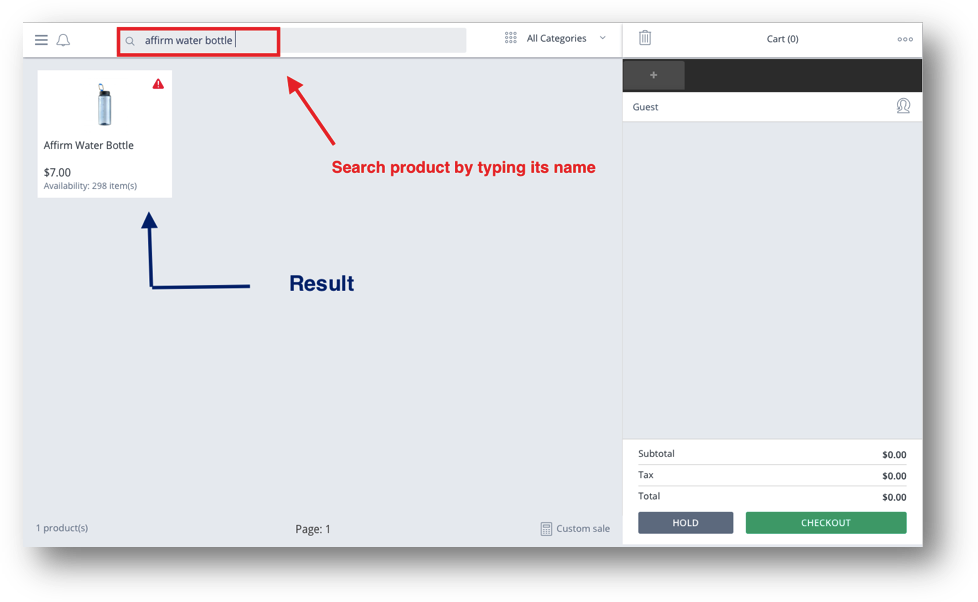 affirm water bottle
All Categories
Cart (0)
+
Guest
Affirm Water Bottle
$7.00
Availability: 298 item(s)
Search product by typing its name
Result
Subtotal
$0.00
Tax
$0.00
Total
$0.00
HOLD
CHECKOUT
1 product(s)
Page: 1
Custom sale